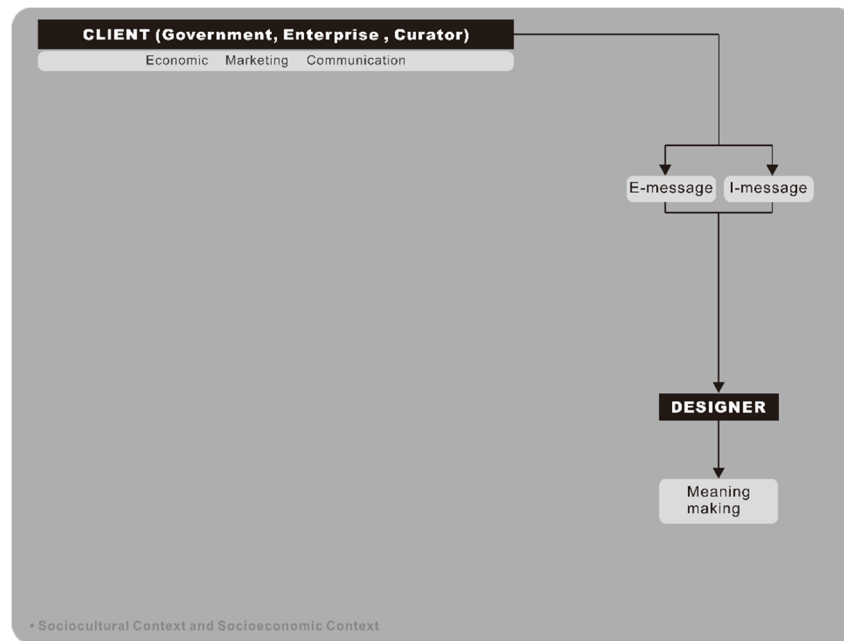 CLIENT (Government, Enterprise , Curator)
Economic Marketing Communication
E-message I-message
DESIGNER
Meaning
making
• Sociocultural Context and Socioeconomic Context